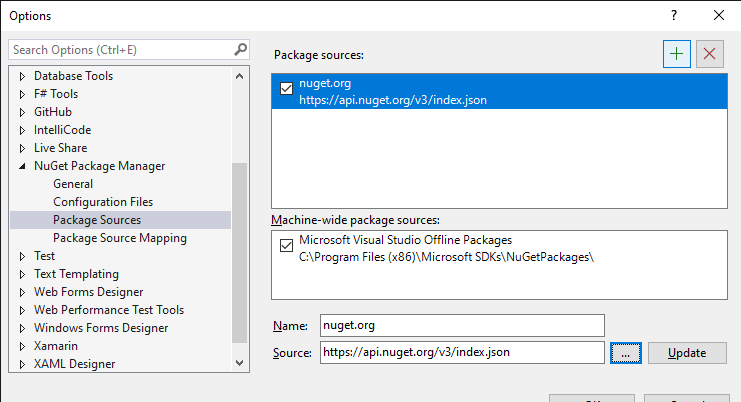 Options
Search Options (Ctrl+E)
Database Tools
F# Tools
GitHub
IntelliCode
Live Share
NuGet Package Manager
General
Configuration Files
Package Sources
Package Source Mapping
Test
Text Templating
Web Forms Designer
Web Performance Test Tools
Windows Forms Designer
Xamarin
XAML Designer
Package sources:
nuget.org
https://api.nuget.org/v3/index.json
Machine-wide package sources:
Microsoft Visual Studio Offline Packages
C:\Program Files (x86)\Microsoft SDKs\NuGetPackages\
Name: nuget.org
Source: https://api.nuget.org/v3/index.json ... Update